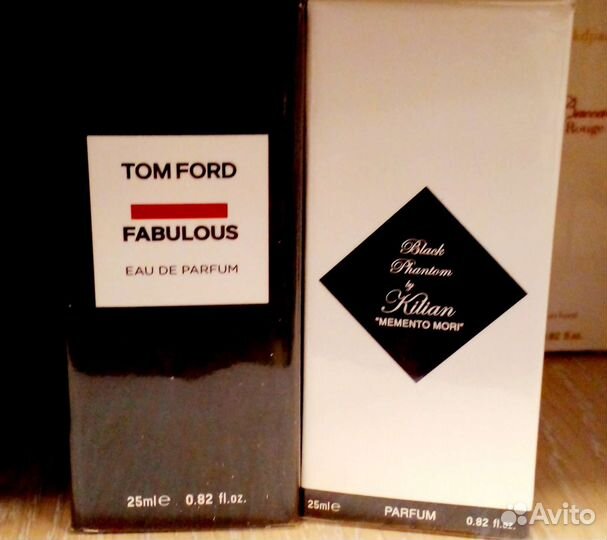 TOM FORD
FABULOUS
EAU DE PARFUM
25ml e 0.82 fl.oz.
Black
Phantom
by
Kilian
"MEMENTO MORI"
25ml e PARFUM 0.82 fl.oz.
Rouge
Avito